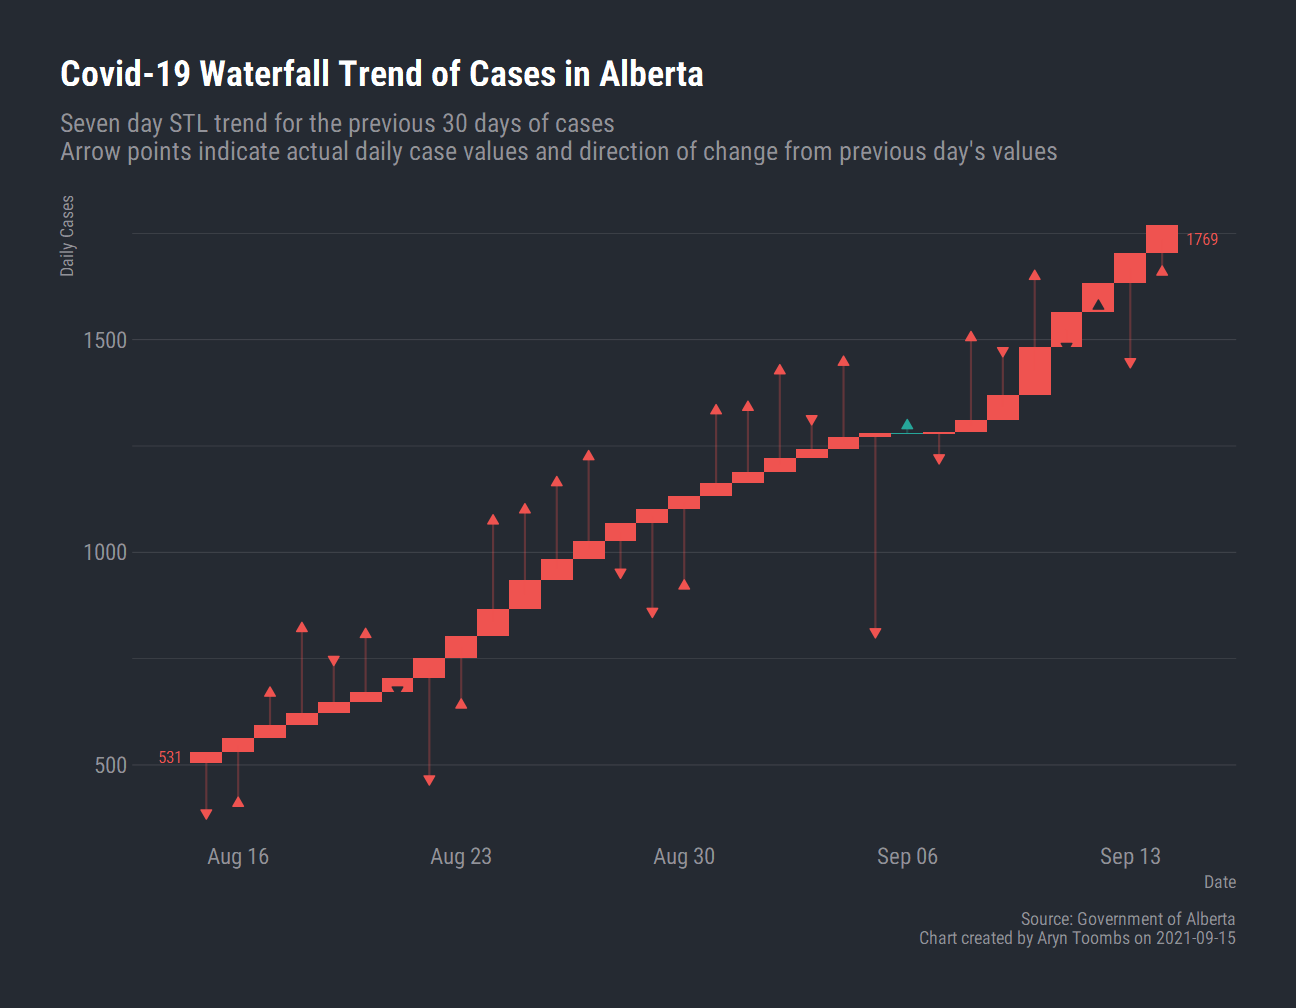 Covid-19 Waterfall Trend of Cases in Alberta
Seven day STL trend for the previous 30 days of cases
Arrow points indicate actual daily case values and direction of change from previous day's values
Daily Cases
1769
1500
1000
531
500
Aug 16
Aug 23
Aug 30
Sep 06
Sep 13
Date
Source: Government of Alberta
Chart created by Aryn Toombs on 2021-09-15